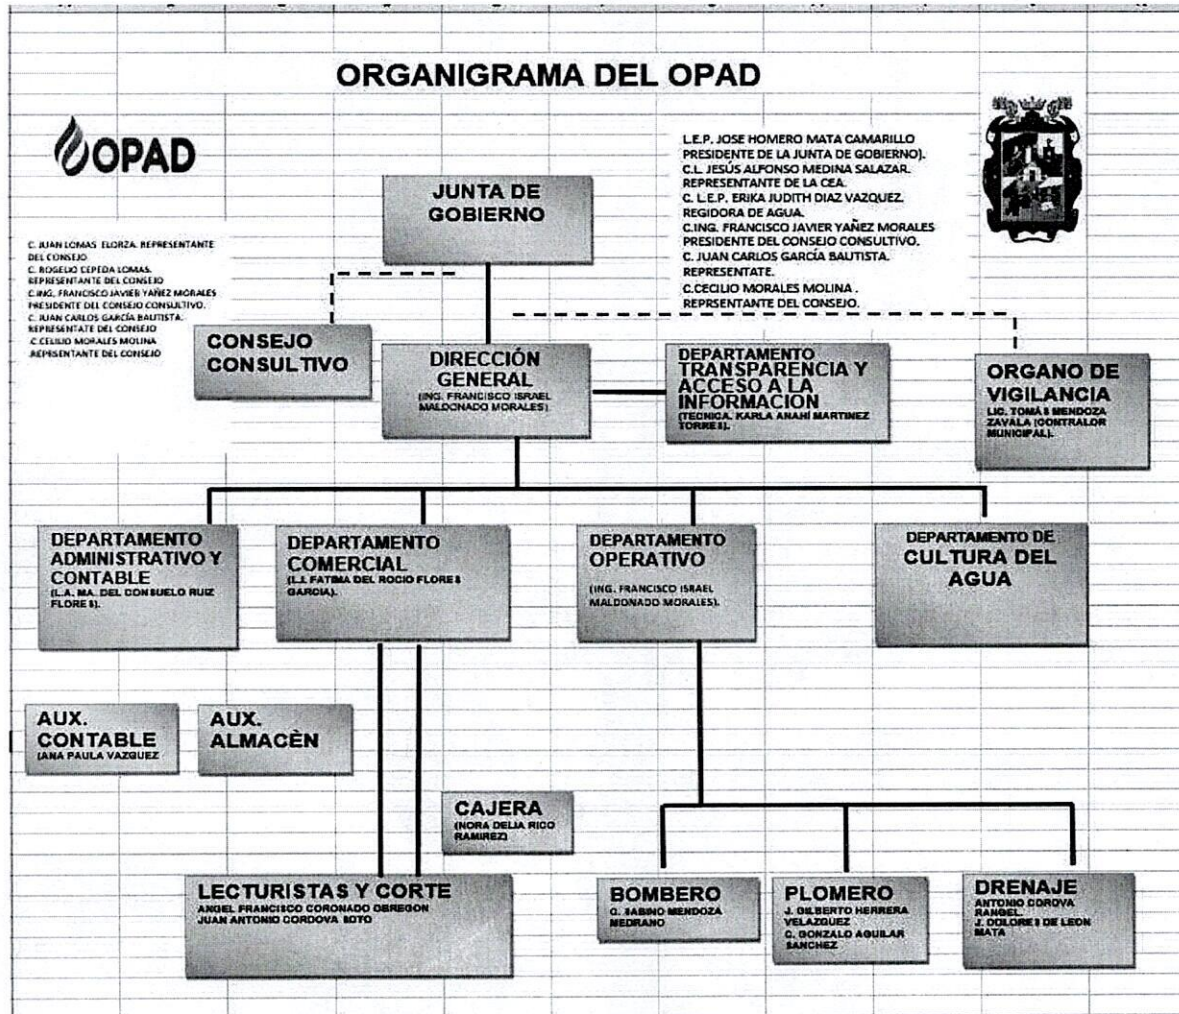 ORGANIGRAMA DEL OPAD
OPAD
L.E.P. JOSE HOMERO MATA CAMARILLO
PRESIDENTE DE LA JUNTA DE GOBIERNO).
C.L. JESÚS ALFONSO MEDINA SALAZAR.
REPRESENTANTE DE LA CEA.
C. L.E.P. ERIKA JUDITH DIAZ VAZQUEZ.
REGIDORA DE AGUA.
C.ING. FRANCISCO JAVIER YAÑEZ MORALES
PRESIDENTE DEL CONSEJO CONSULTIVO.
C. JUAN CARLOS GARCÍA BAUTISTA.
REPRESENTATE.
C.CECILIO MORALES MOLINA .
REPRSENTANTE DEL CONSEJO.
JUNTA DE
GOBIERNO
C. JUAN LOMAS ELORZA. REPRESENTANTE
DEL CONSEJO
C. ROGELIO CEPEDA LOMAS.
REPRESENTANTE DEL CONSEJO
C.ING. FRANCISCO JAVIER YAÑEZ MORALES
PRESIDENTE DEL CONSEJO CONSULTIVO.
C. JUAN CARLOS GARCÍA BAUTISTA.
REPRESENTATE DEL CONSEJO
.C.CELILIO MORALES MOLINA
.REPRESENTANTE DEL CONSEJO
CONSEJO
CONSULTIVO
DIRECCIÓN
GENERAL
(ING. FRANCISCO ISRAEL
MALDONADO MORALES)
DEPARTAMENTO
TRANSPARENCIA Y
ACCESO A LA
INFORMACION
(TECNICA. KARLA ANAHÍ MARTINEZ
TORRES).
ORGANO DE
VIGILANCIA
LIC. TOMÁS MENDOZA
ZAVALA (CONTRALOR
MUNICIPAL).
DEPARTAMENTO
ADMINISTRATIVO Y
CONTABLE
(L.A. MA. DEL CONSUELO RUIZ
FLORES).
DEPARTAMENTO
COMERCIAL
(L.I. FATIMA DEL ROCIO FLORES
GARCIA).
DEPARTAMENTO
OPERATIVO
(ING. FRANCISCO ISRAEL
MALDONADO MORALES).
DEPARTAMENTO DE
CULTURA DEL
AGUA
AUX.
CONTABLE
(ANA PAULA VAZQUEZ
AUX.
ALMACÈN
CAJERA
(NORA DELIA RICO
RAMIREZ)
LECTURISTAS Y CORTE
ANGEL FRANCISCO CORONADO OBREGON
JUAN ANTONIO CORDOVA SOTO
BOMBERO
SABINO MENDOZA
MEDRANO
PLOMERO
J. GILBERTO HERRERA
VELAZQUEZ
C. GONZALO AGUILAR
SANCHEZ
DRENAJE
ANTONIO COROVA
RANGEL.
J. DOLORES DE LEON
MATA